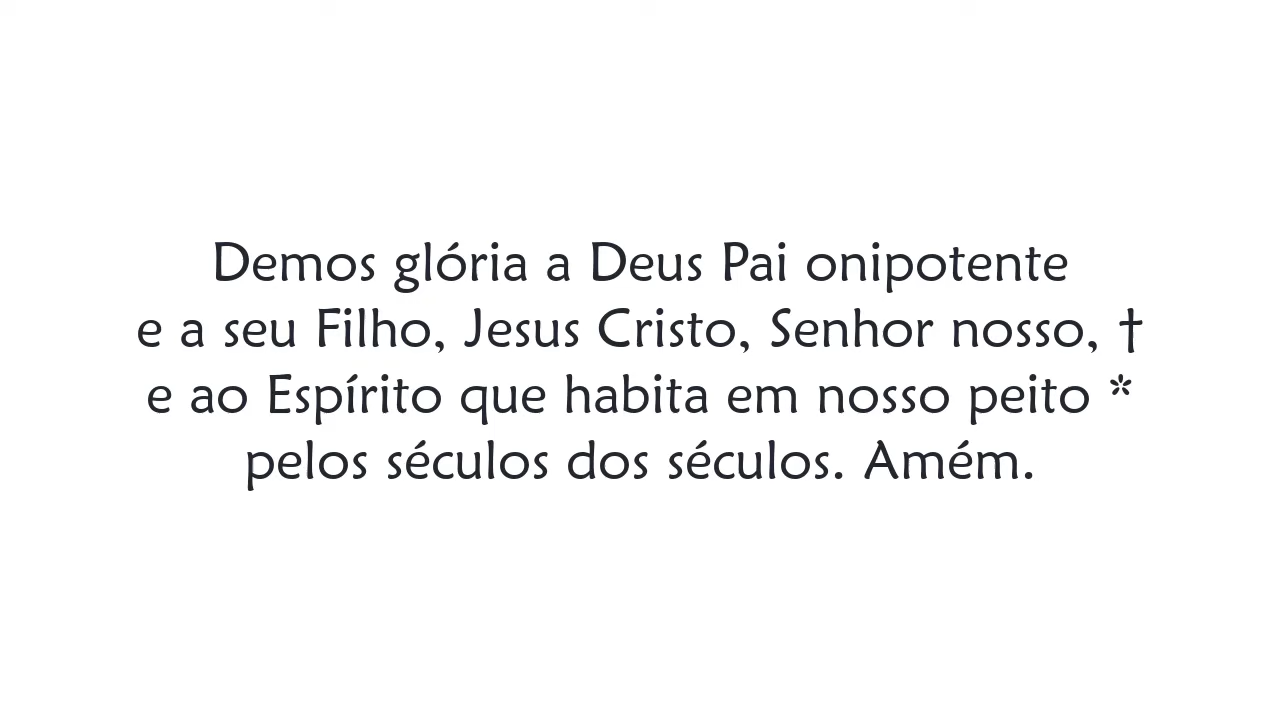 Demos glória a Deus Pai onipotente
e a seu Filho, Jesus Cristo, Senhor nosso, †
e ao Espírito que habita em nosso peito *
pelos séculos dos séculos. Amém.